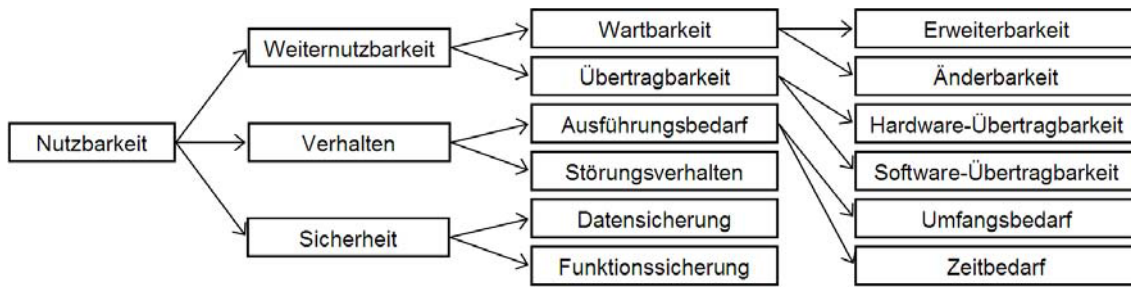 Nutzbarkeit
Weiternutzbarkeit
Verhalten
Sicherheit
Wartbarkeit
Übertragbarkeit
Ausführungsbedarf
Störungsverhalten
Datensicherung
Funktionssicherung
Erweiterbarkeit
Änderbarkeit
Hardware-Übertragbarkeit
Software-Übertragbarkeit
Umfangsbedarf
Zeitbedarf